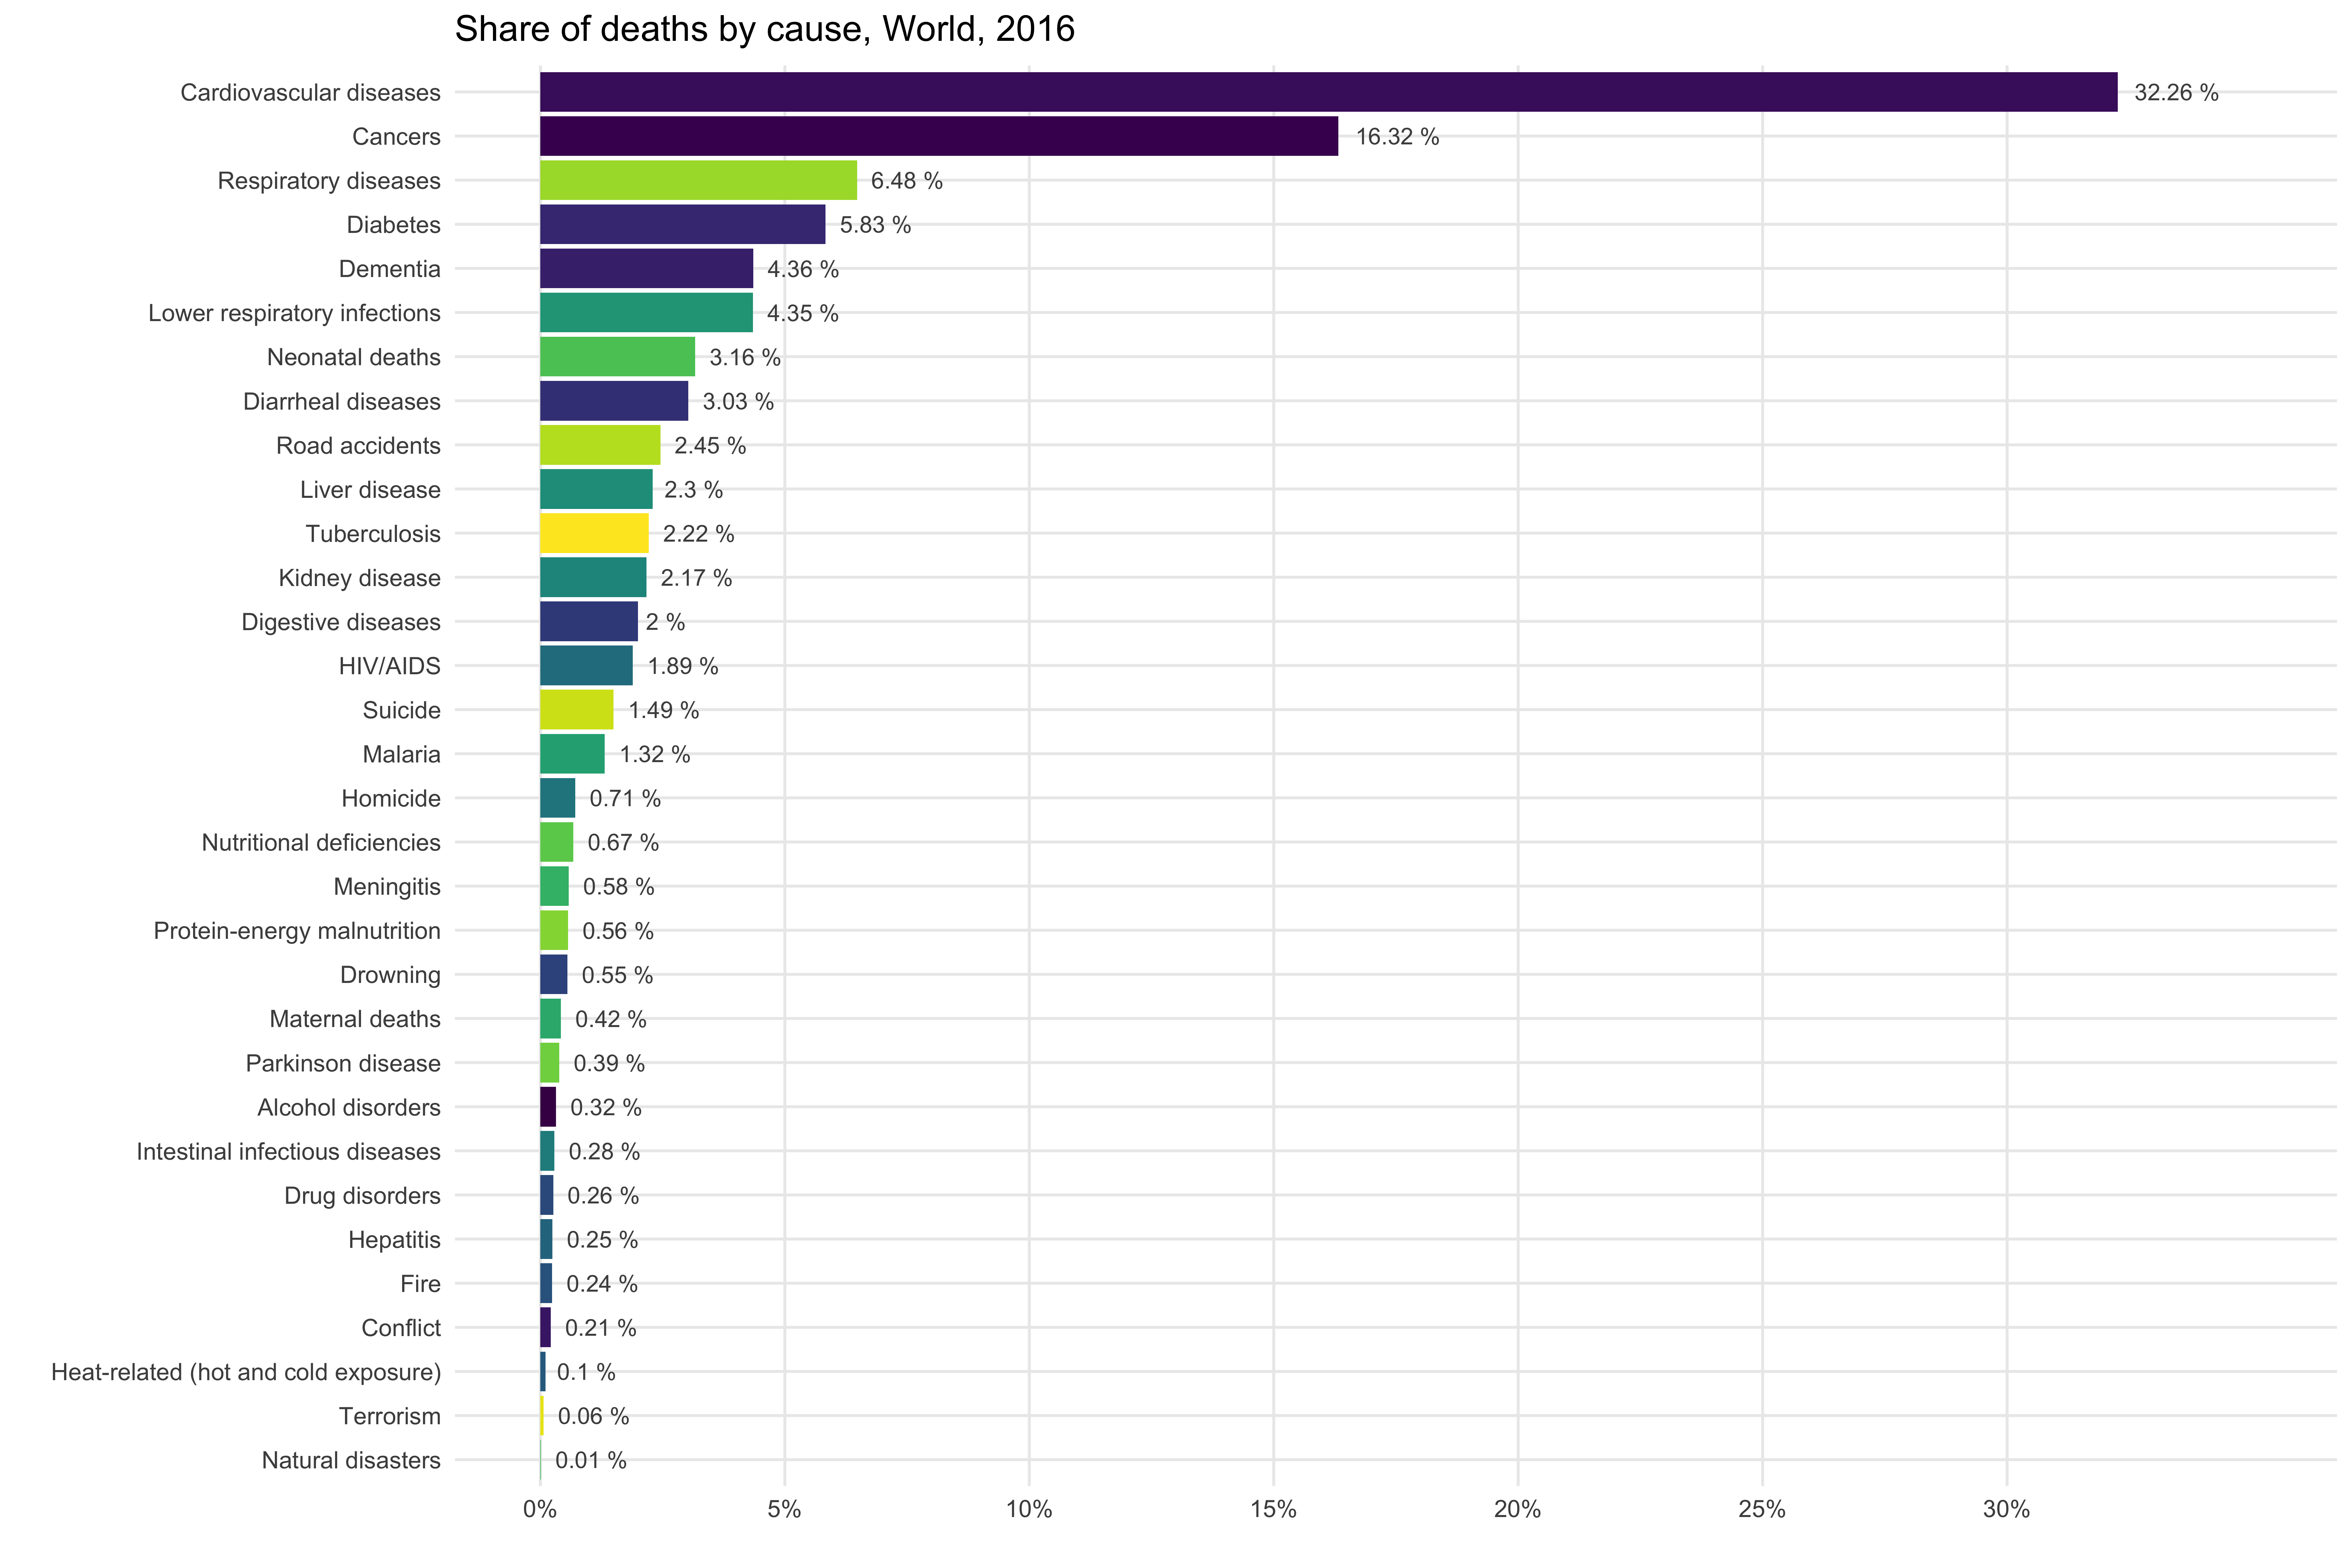 Share of deaths by cause, World, 2016
Cardiovascular diseases 32.26 %
Cancers 16.32 %
Respiratory diseases 6.48 %
Diabetes 5.83 %
Dementia 4.36 %
Lower respiratory infections 4.35 %
Neonatal deaths 3.16 %
Diarrheal diseases 3.03 %
Road accidents 2.45 %
Liver disease 2.3 %
Tuberculosis 2.22 %
Kidney disease 2.17 %
Digestive diseases 2 %
HIV/AIDS 1.89 %
Suicide 1.49 %
Malaria 1.32 %
Homicide 0.71 %
Nutritional deficiencies 0.67 %
Meningitis 0.58 %
Protein-energy malnutrition 0.56 %
Drowning 0.55 %
Maternal deaths 0.42 %
Parkinson disease 0.39 %
Alcohol disorders 0.32 %
Intestinal infectious diseases 0.28 %
Drug disorders 0.26 %
Hepatitis 0.25 %
Fire 0.24 %
Conflict 0.21 %
Heat-related (hot and cold exposure) 0.1 %
Terrorism 0.06 %
Natural disasters 0.01 %
0% 5% 10% 15% 20% 25% 30%